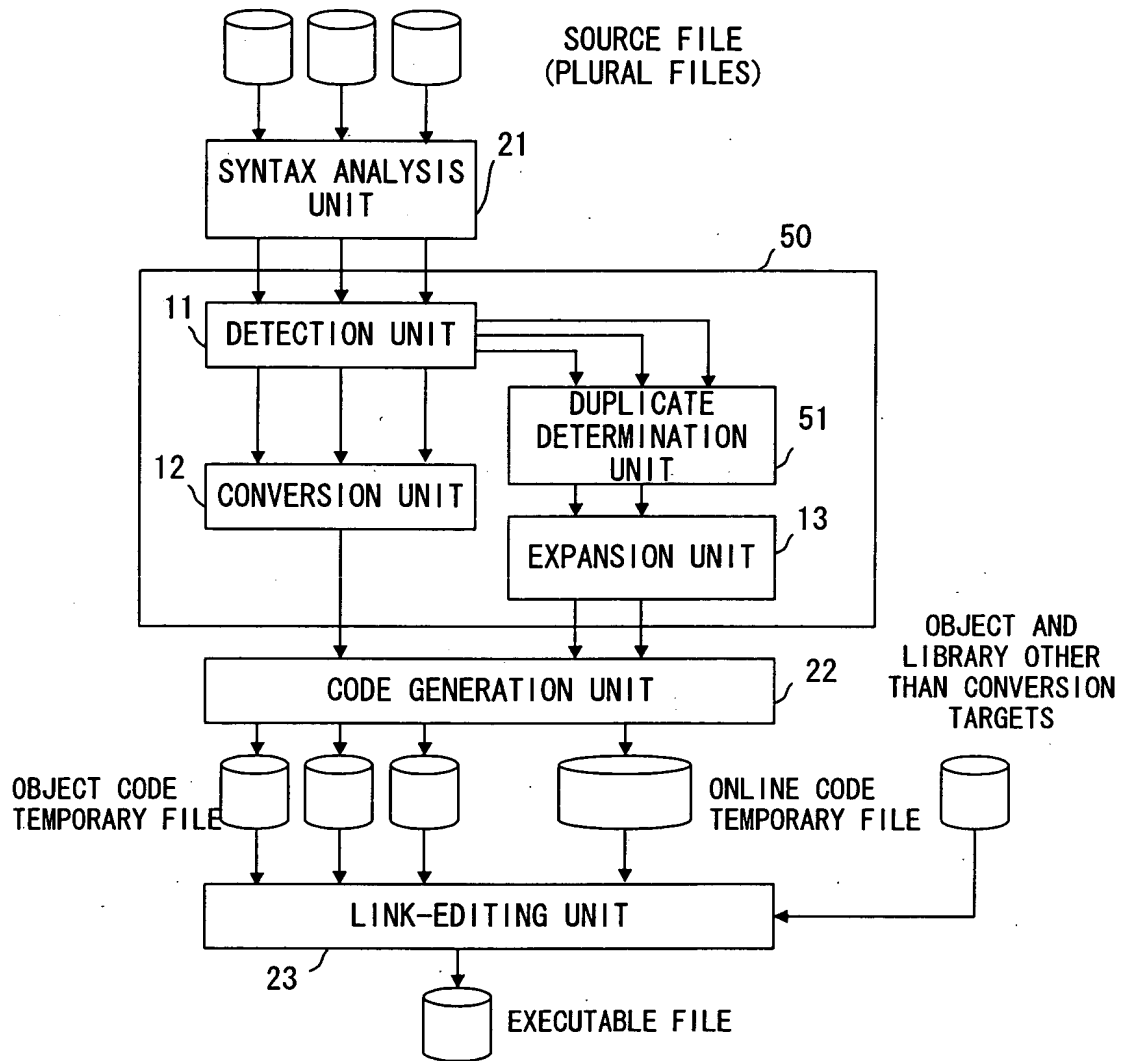 SOURCE FILE
(PLURAL FILES)
21
SYNTAX ANALYSIS
UNIT
50
11
DETECTION UNIT
DUPLICATE
DETERMINATION
UNIT
51
12
CONVERSION UNIT
13
EXPANSION UNIT
OBJECT AND
LIBRARY OTHER
THAN CONVERSION
TARGETS
CODE GENERATION UNIT
22
OBJECT CODE
TEMPORARY FILE
ONLINE CODE
TEMPORARY FILE
LINK-EDITING UNIT
23
EXECUTABLE FILE